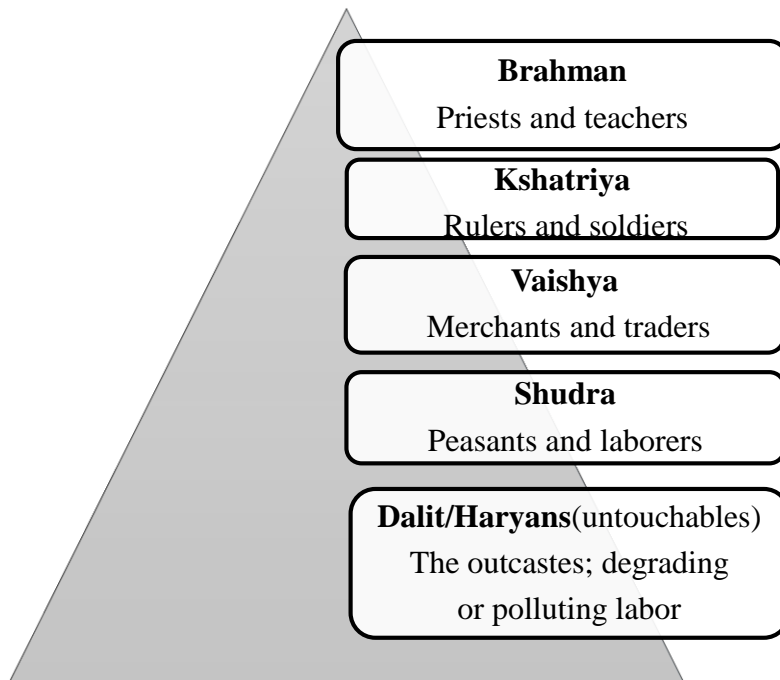 Brahman
Priests and teachers
Kshatriya
Rulers and soldiers
Vaishya
Merchants and traders
Shudra
Peasants and laborers
Dalit/Haryans(untouchables)
The outcastes; degrading
or polluting labor